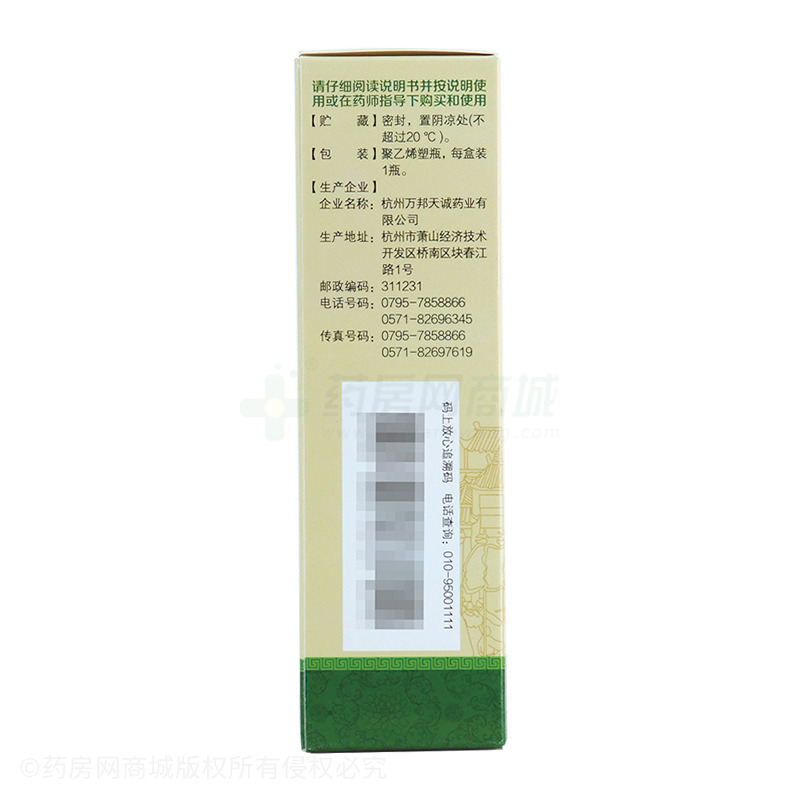 请仔细阅读说明书并按说明使
用或在药师指导下购买和使用
【贮 藏】密封，置阴凉处(不
超过20℃)。
【包 装】聚乙烯塑瓶，每盒装
1瓶。
【生产企业】
企业名称：杭州万邦天诚药业有
限公司
生产地址：杭州市萧山经济技术
开发区桥南区块春江
路1号
邮政编码：311231
电话号码：0795-7858866
0571-82696345
传真号码：0795-7858866
0571-82697619
药房网商城
码上放心追溯码 电话查询：010-95001111
©药房网商城版权所有侵权必究